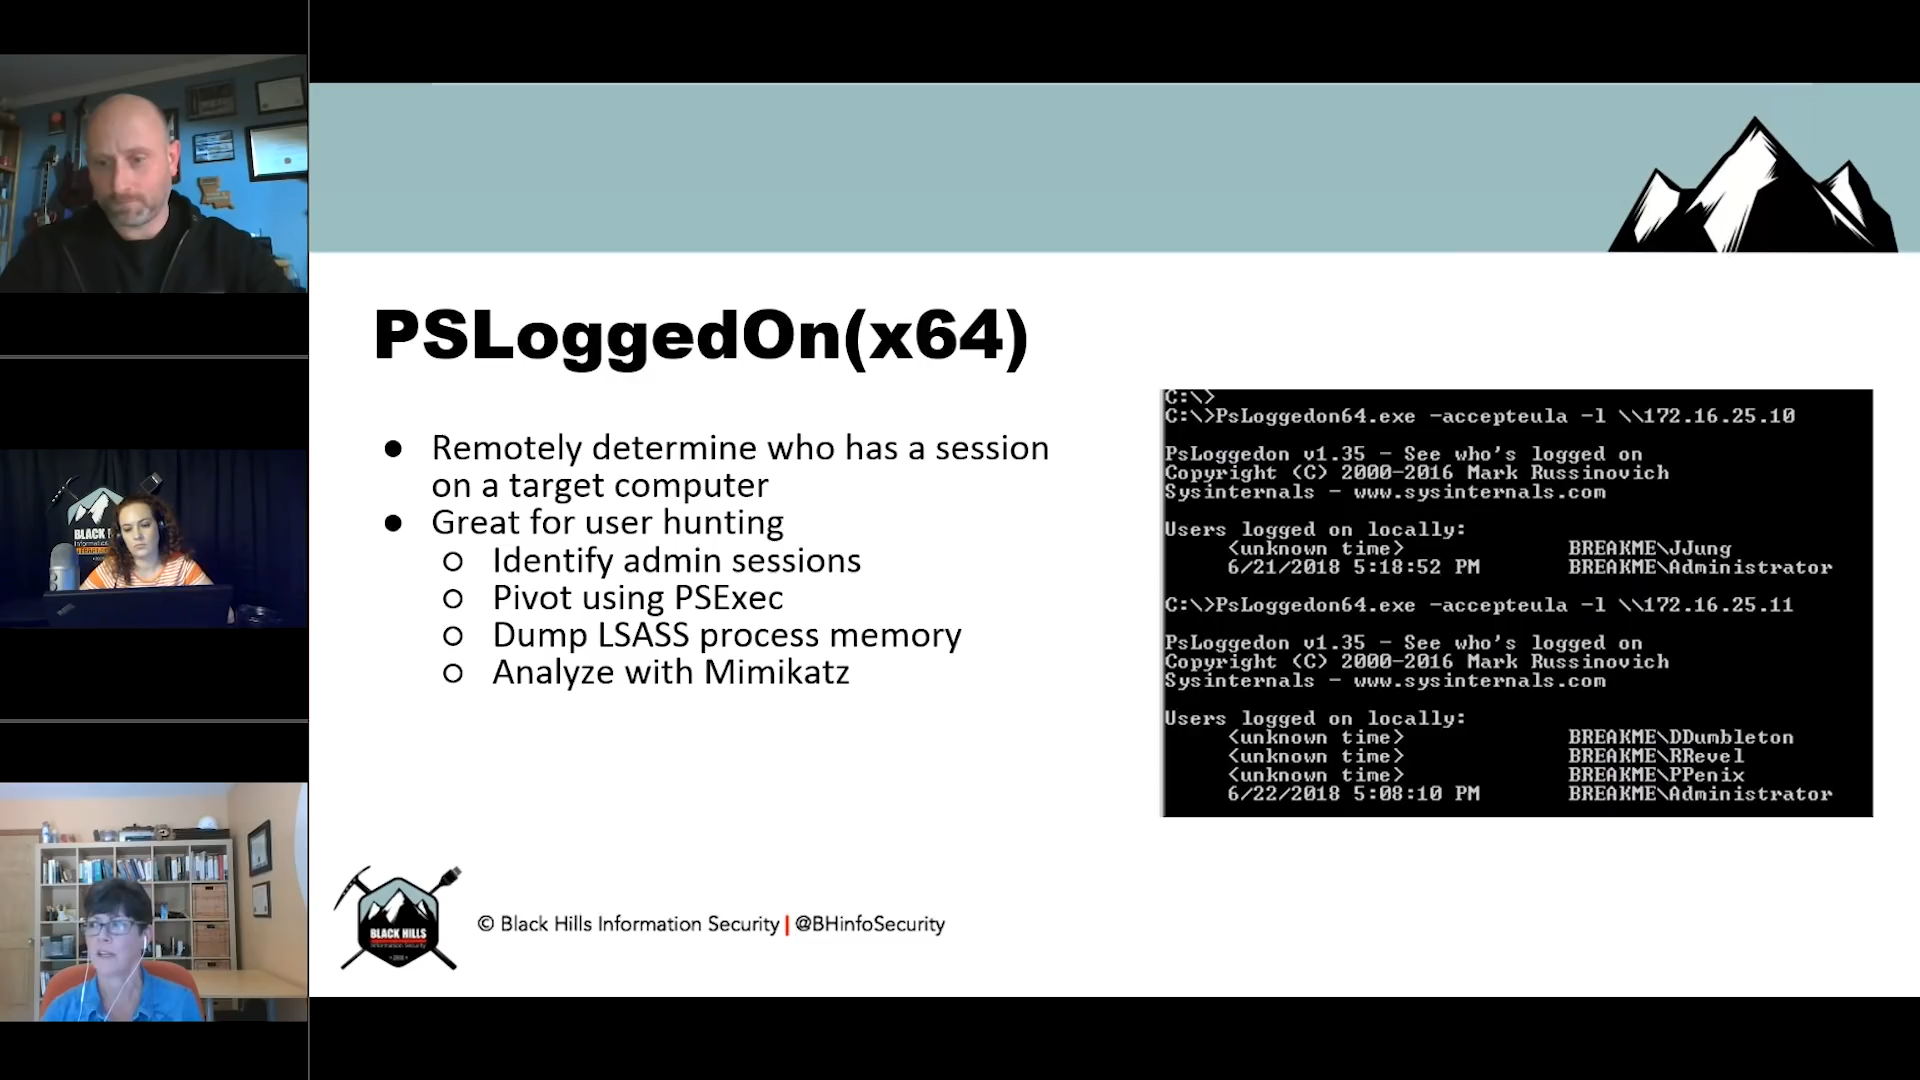 PSLoggedOn(x64)
● Remotely determine who has a session
on a target computer
● Great for user hunting
○ Identify admin sessions
○ Pivot using PSExec
○ Dump LSASS process memory
○ Analyze with Mimikatz
C:\>
C:\>PsLoggedon64.exe -accepteula -l \\172.16.25.10
PsLoggedon v1.35 - See who's logged on
Copyright (C) 2000-2016 Mark Russinovich
Sysinternals - www.sysinternals.com
Users logged on locally:
<unknown time> BREAKME\JJung
6/21/2018 5:18:52 PM BREAKME\Administrator
C:\>PsLoggedon64.exe -accepteula -l \\172.16.25.11
PsLoggedon v1.35 - See who's logged on
Copyright (C) 2000-2016 Mark Russinovich
Sysinternals - www.sysinternals.com
Users logged on locally:
<unknown time> BREAKME\DDumbleton
<unknown time> BREAKME\RRevel
<unknown time> BREAKME\PPenix
6/22/2018 5:08:10 PM BREAKME\Administrator
BLACK HILLS
Information Security
© Black Hills Information Security | @BHinfoSecurity